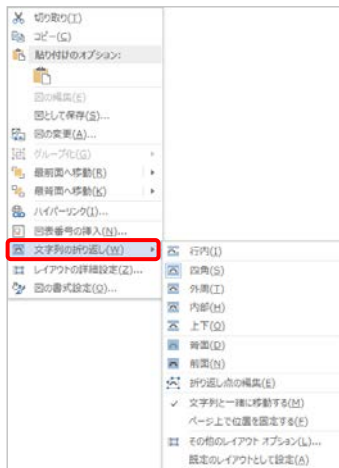 切り取り(T)
コピー(C)
貼り付けのオプション:
図の編集(E)
図として保存(S)...
図の変更(A)...
グループ化(G)
最前面へ移動(R)
最背面へ移動(K)
ハイパーリンク(I)...
図表番号の挿入(N)...
文字列の折り返し(W)
レイアウトの詳細設定(Z)...
図の書式設定(O)...
行内(I)
四角(S)
外周(T)
内部(H)
上下(O)
背面(D)
前面(N)
折り返し点の編集(E)
文字列と一緒に移動する(M)
ページ上で位置を固定する(F)
その他のレイアウト オプション(L)...
既定のレイアウトとして設定(A)